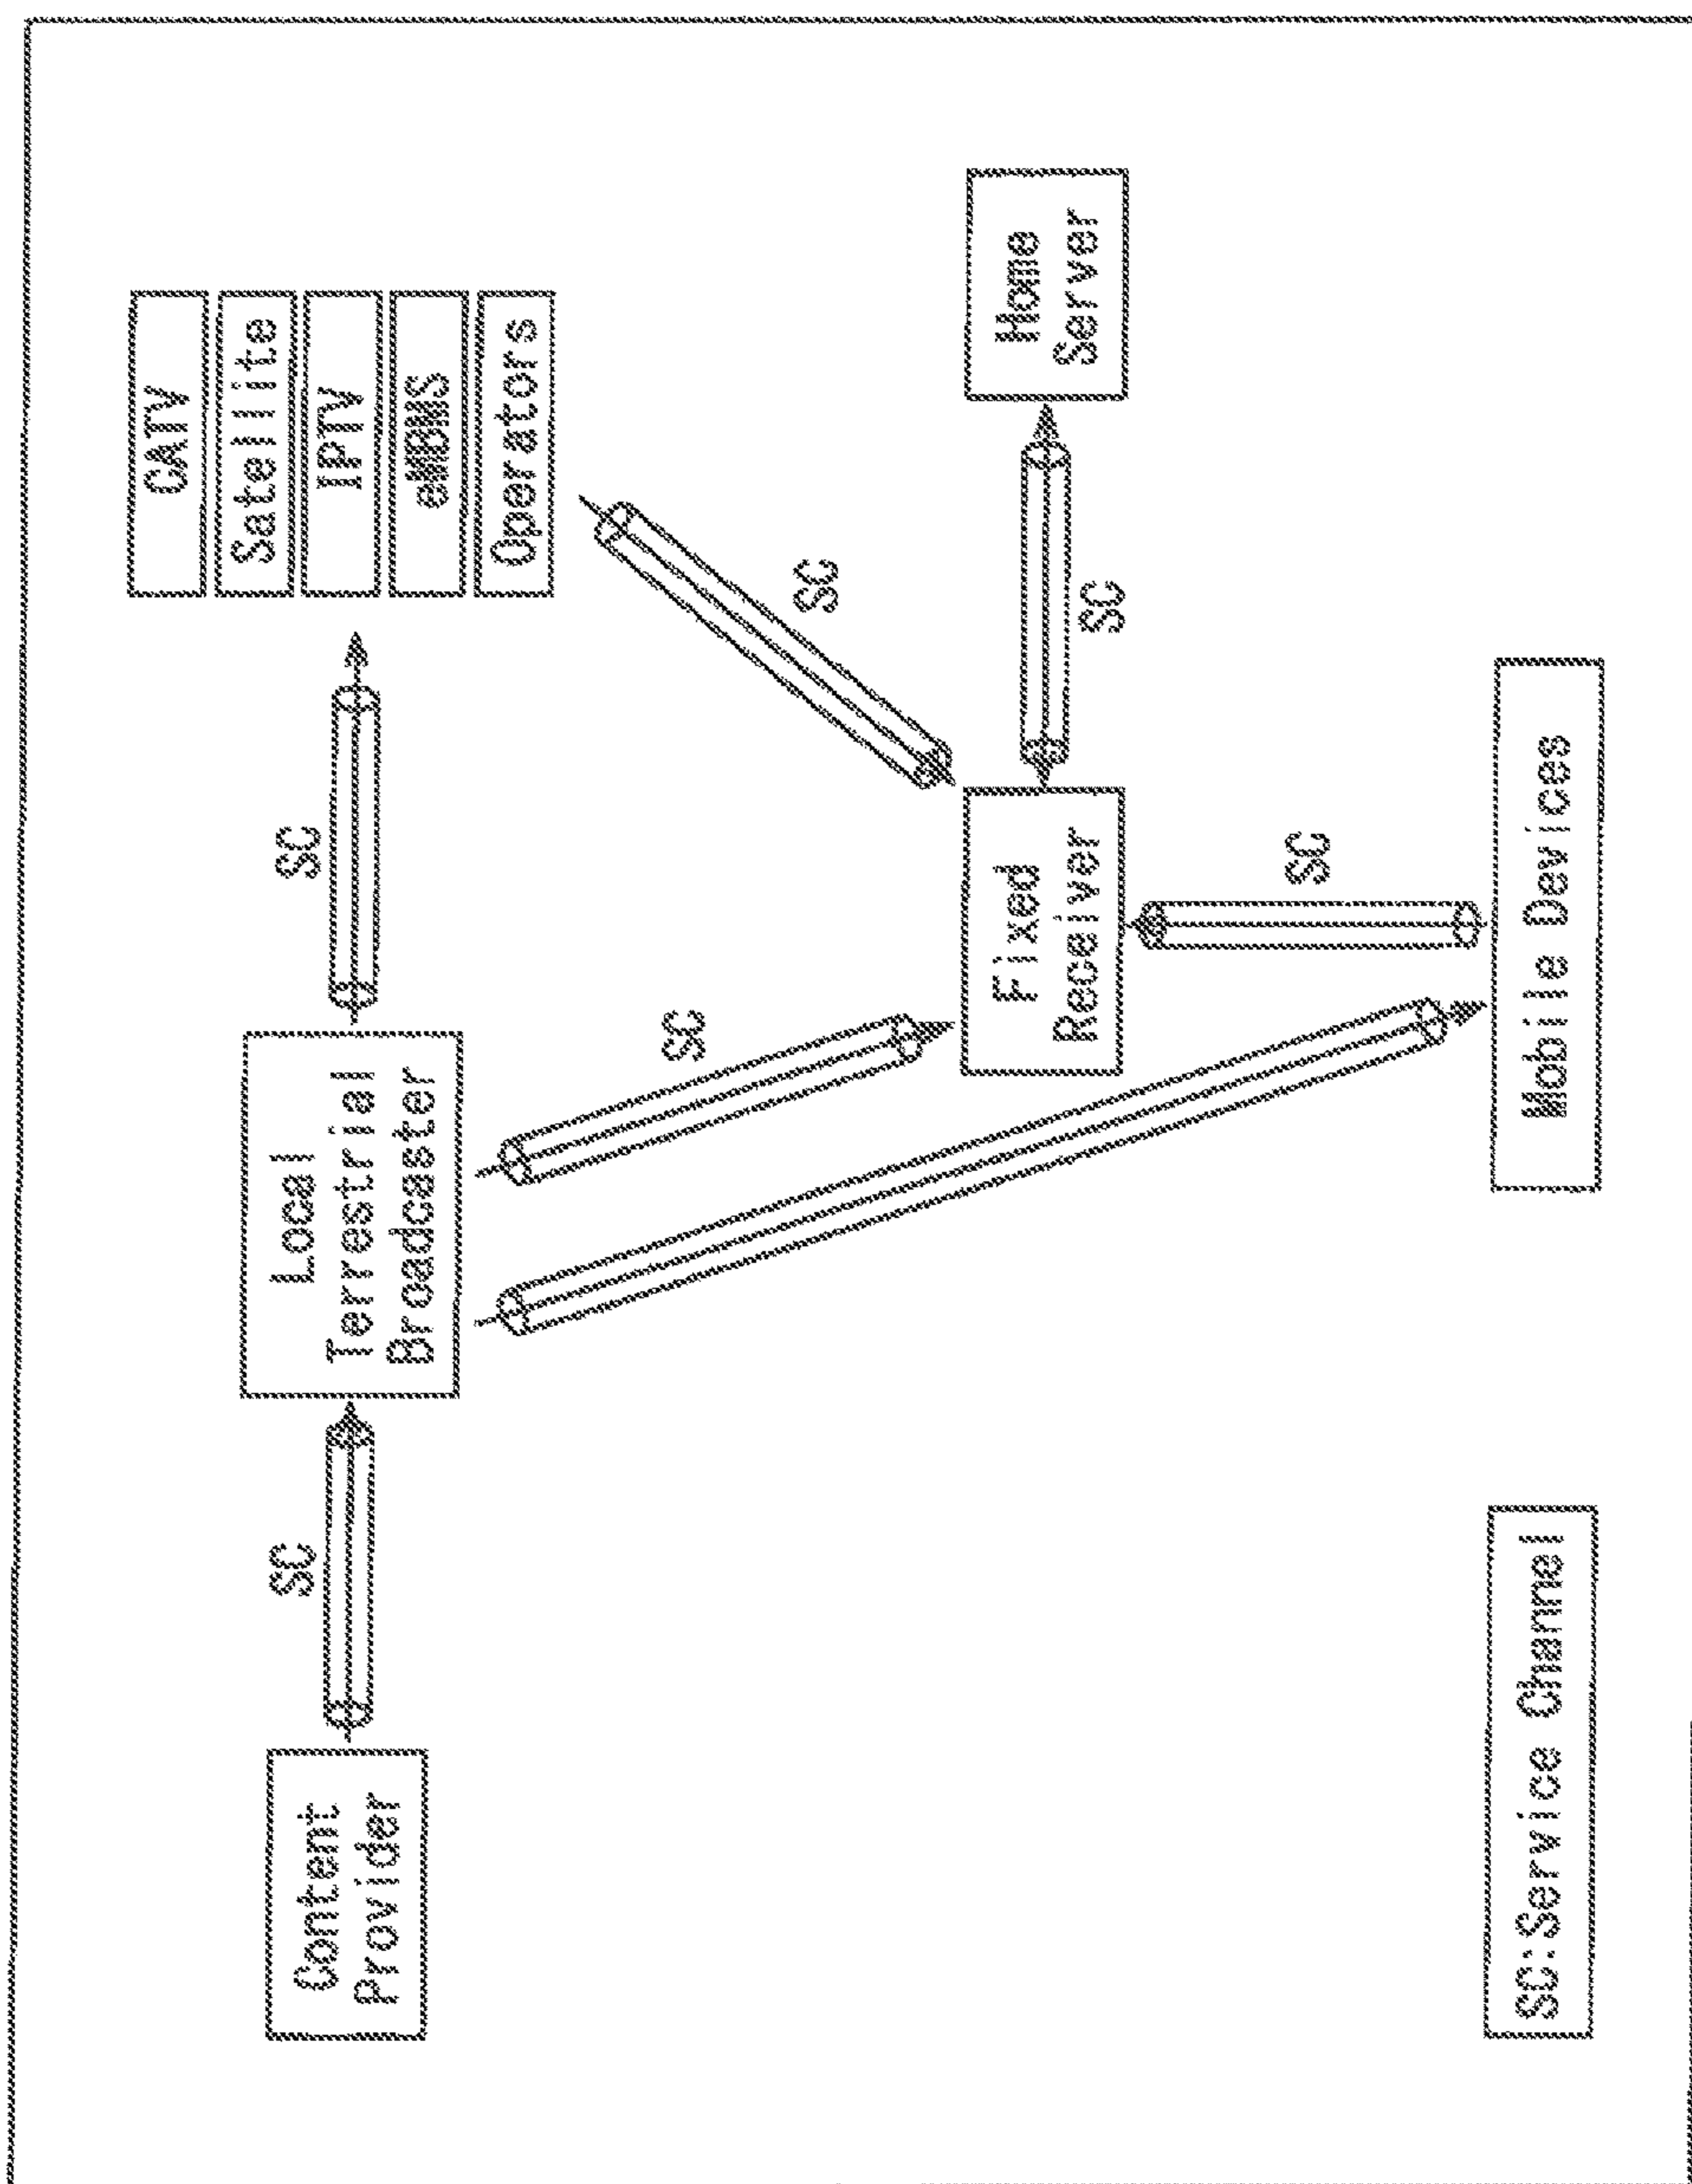 CATV
Satellite
IPTV
eMBMS
Operators
SC
SC
Local
Terrestrial
Broadcaster
Content
Provider
SC
SC
Fixed
Receiver
Home
Server
SC
SC
Mobile Devices
SC:Service Channel